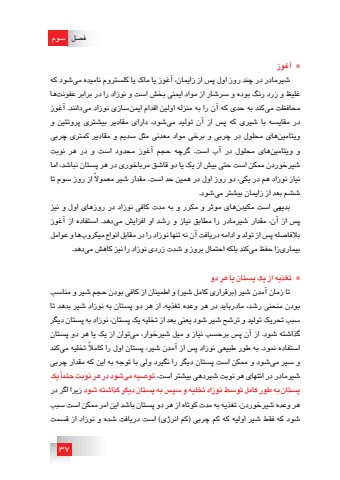 فصل سوم
آغوز
شیرمادر در چند روز اول پس از زایمان، آغوز یا ماک یا کلستروم نامیده می‌شود که
غلیظ و زرد رنگ بوده و سرشار از مواد ایمنی بخش است و نوزاد را در برابر عفونت‌ها
محافظت می‌کند به حدی که آن را به منزله اولین اقدام ایمن‌سازی نوزاد می‌دانند. آغوز
در مقایسه با شیری که پس از آن تولید می‌شود، دارای مقادیر بیشتری پروتئین و
ویتامین‌های محلول در چربی و برخی مواد معدنی مثل سدیم و مقادیر کمتری چربی
و ویتامین‌های محلول در آب است. گرچه حجم آغوز محدود است و در هر نوبت
شیرخوردن ممکن است حتی بیش از یک یا دو قاشق مرباخوری در هر پستان نباشد، اما
نیاز نوزاد هم در یکی، دو روز اول در همین حد است. مقدار شیر معمولاً از روز سوم تا
ششم بعد از زایمان بیشتر می‌شود.
بدیهی است مکیدن‌های موثر و مکرر و به مدت کافی نوزاد در روزهای اول و نیز
پس از آن، مقدار شیرمادر را مطابق نیاز و رشد او افزایش می‌دهد. استفاده از آغوز
بلافاصله پس از تولد و ادامه دریافت آن نه تنها نوزاد را در مقابل انواع میکروب‌ها و عوامل
بیماری‌زا حفظ می‌کند بلکه احتمال بروز و شدت زردی نوزاد را نیز کاهش می‌دهد.
تغذیه از یک پستان یا هر دو
تا زمان آمدن شیر (برقراری کامل شیر) و اطمینان از کافی بودن حجم شیر و مناسب
بودن منحنی رشد، مادرباید در هر وعده تغذیه، از هر دو پستان به نوزاد شیر بدهد تا
سبب تحریک تولید و ترشح شیر شود یعنی بعد از تخلیه یک پستان، نوزاد به پستان دیگر
گذاشته شود. از آن پس برحسب نیاز و میل شیرخوار، می‌توان از یک یا هر دو پستان
استفاده نمود. به طور طبیعی نوزاد پس از آمدن شیر، پستان اول را کاملاً تخلیه می‌کند
و سیر می‌شود و ممکن است پستان دیگر را نگیرد ولی با توجه به این که مقدار چربی
شیرمادر در انتهای هر نوبت شیردهی بیشتر است، توصیه می‌شود در هر نوبت حتماً یک
پستان به طور کامل توسط نوزاد تخلیه و سپس به پستان دیگر گذاشته شود زیرا اگر در
هر وعده شیرخوردن، تغذیه به مدت کوتاه از هر دو پستان باشد این امر ممکن است سبب
شود که فقط شیر اولیه که کم چربی (کم انرژی) است دریافت شده و نوزاد از قسمت
۳۷